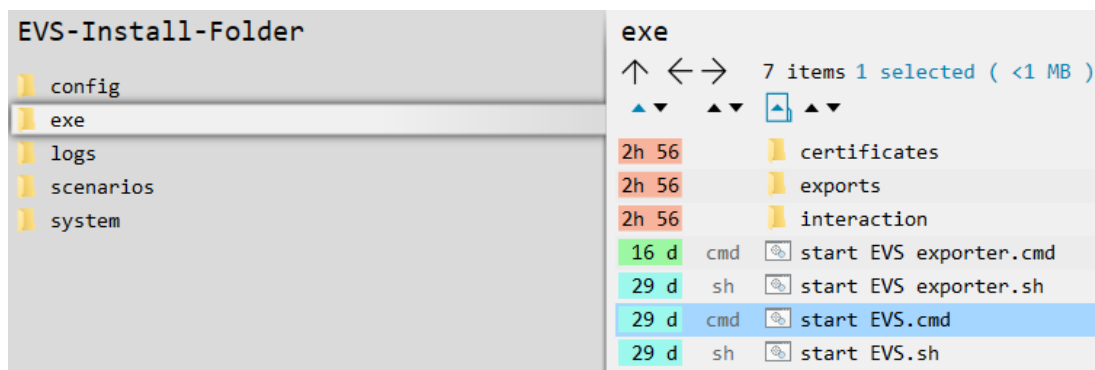 EVS-Install-Folder
config
exe
logs
scenarios
system
exe
7 items 1 selected ( <1 MB )
2h 56 certificates
2h 56 exports
2h 56 interaction
16 d cmd start EVS exporter.cmd
29 d sh start EVS exporter.sh
29 d cmd start EVS.cmd
29 d sh start EVS.sh